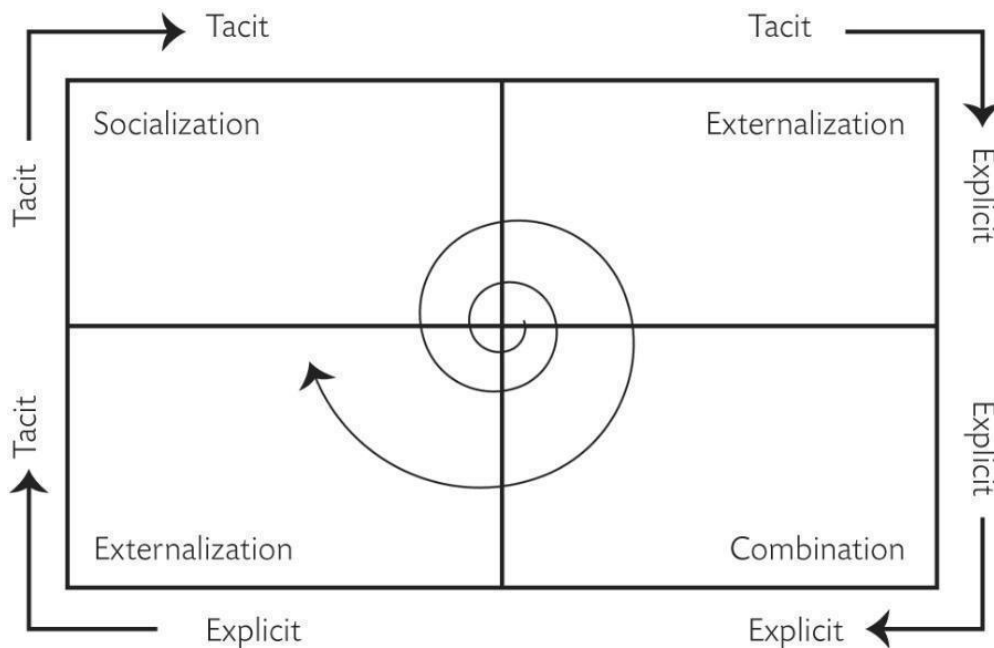 Tacit
Tacit
Socialization
Externalization
Tacit
Explicit
Tacit
Explicit
Externalization
Combination
Explicit
Explicit